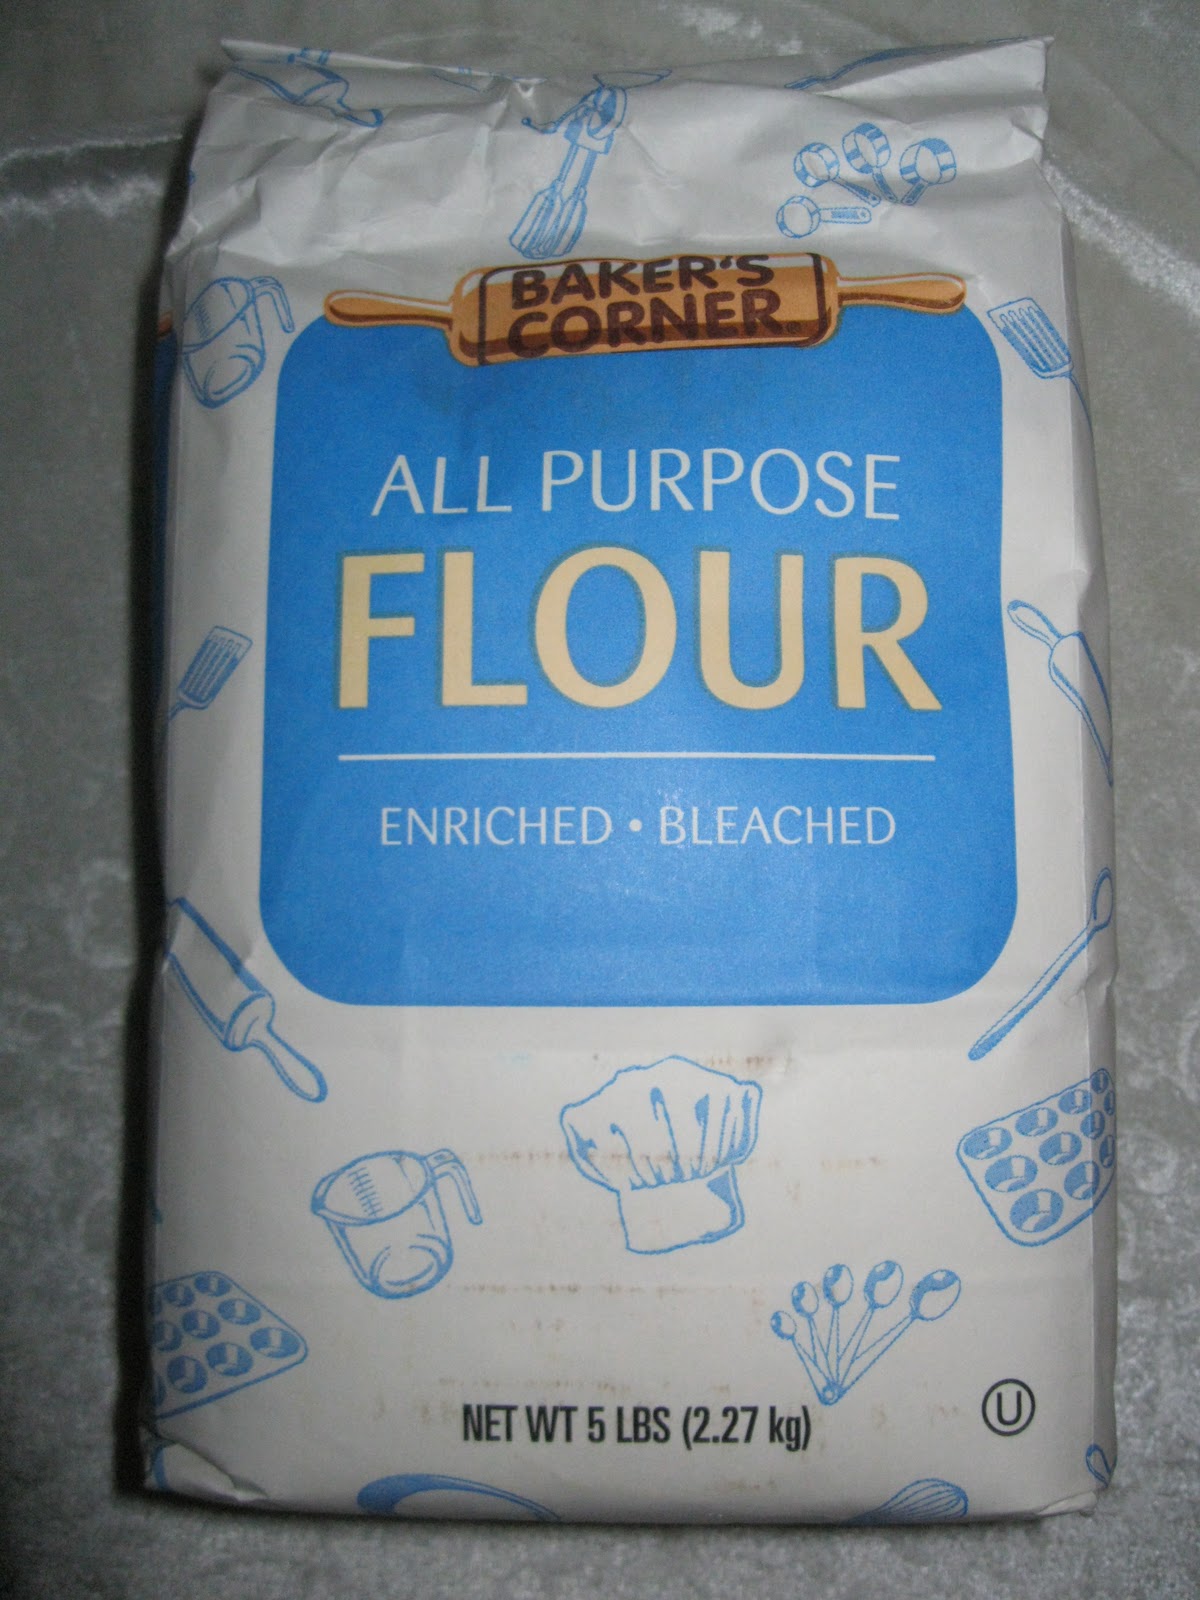 BAKER'S
CORNER®
ALL PURPOSE
FLOUR
ENRICHED • BLEACHED
NET WT 5 LBS (2.27 kg)
U